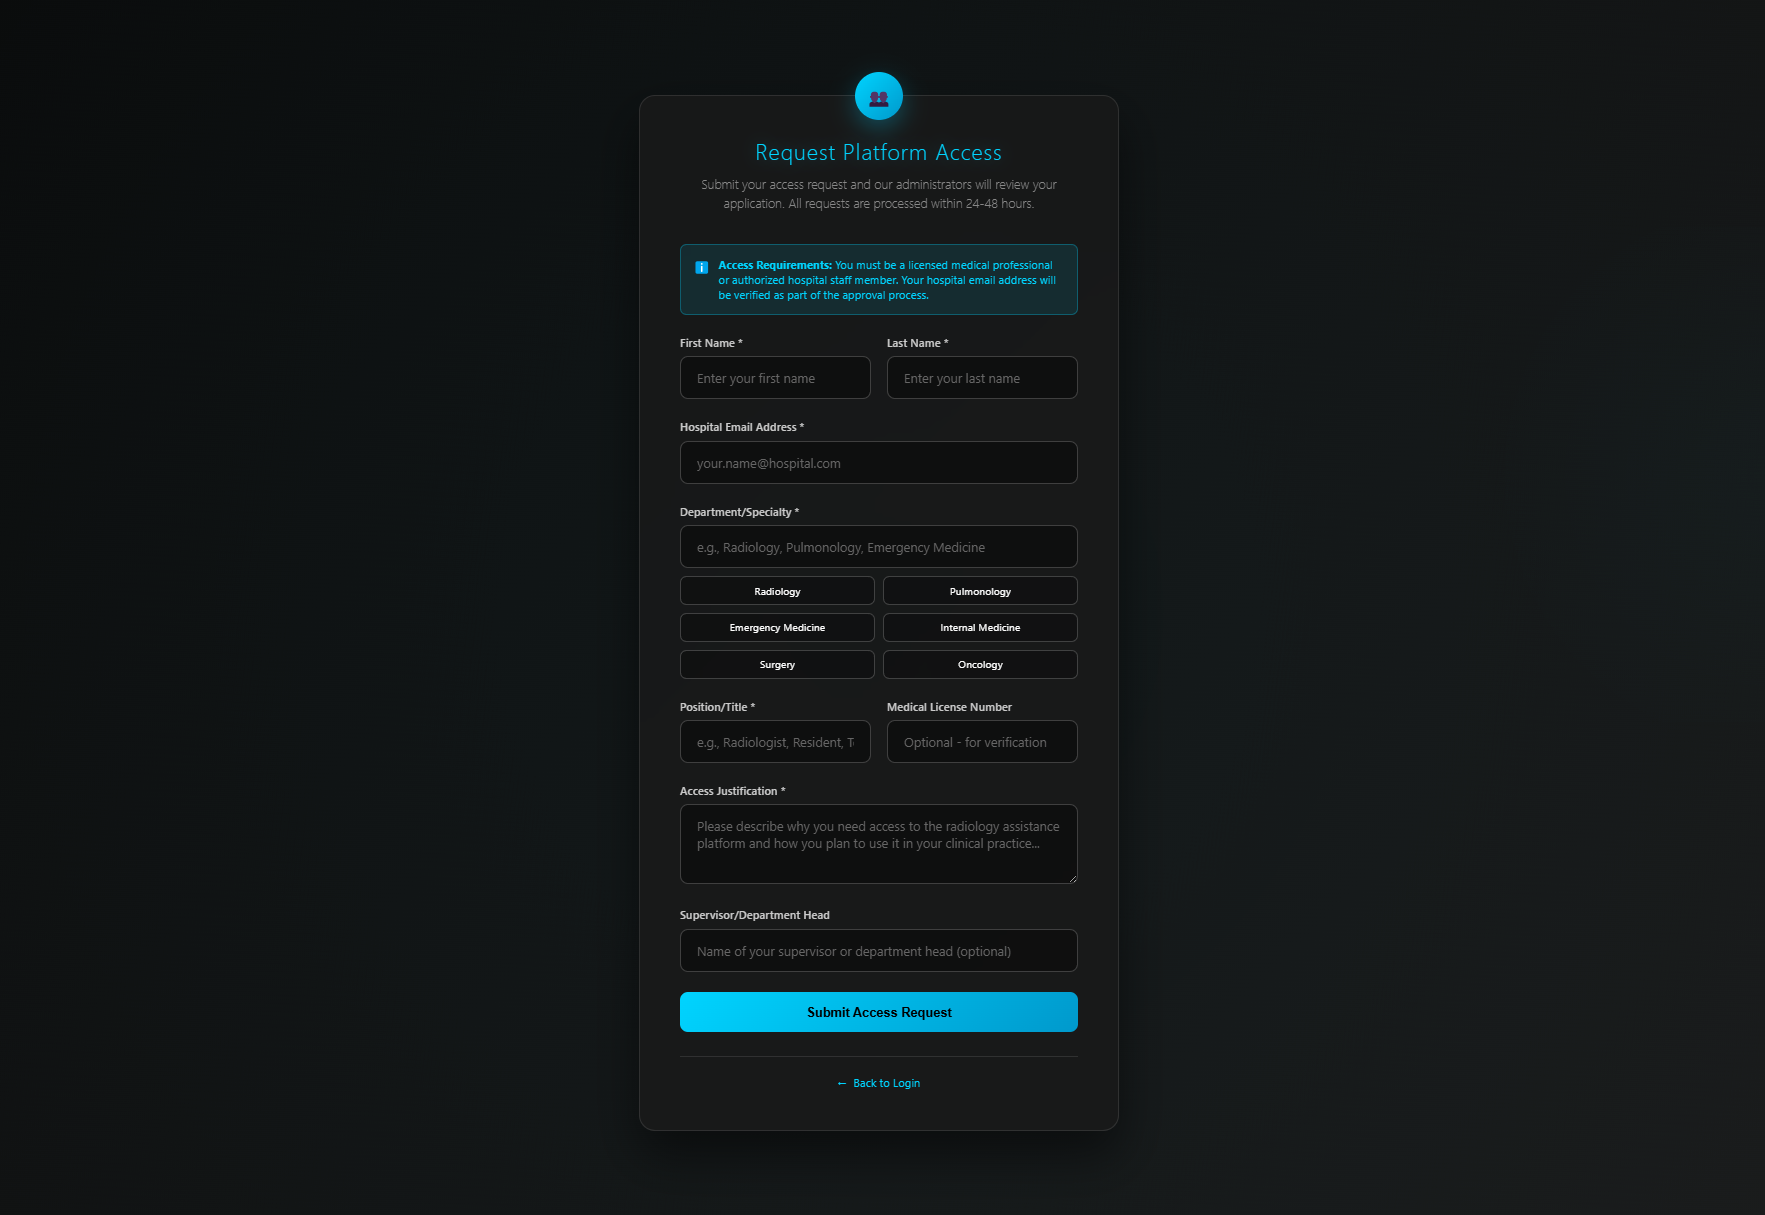 Request Platform Access
Submit your access request and our administrators will review your
application. All requests are processed within 24-48 hours.
Access Requirements: You must be a licensed medical professional
or authorized hospital staff member. Your hospital email address will
be verified as part of the approval process.
First Name *
Last Name *
Enter your first name
Enter your last name
Hospital Email Address *
your.name@hospital.com
Department/Specialty *
e.g., Radiology, Pulmonology, Emergency Medicine
Radiology
Pulmonology
Emergency Medicine
Internal Medicine
Surgery
Oncology
Position/Title *
Medical License Number
e.g., Radiologist, Resident, T
Optional - for verification
Access Justification *
Please describe why you need access to the radiology assistance
platform and how you plan to use it in your clinical practice...
Supervisor/Department Head
Name of your supervisor or department head (optional)
Submit Access Request
← Back to Login